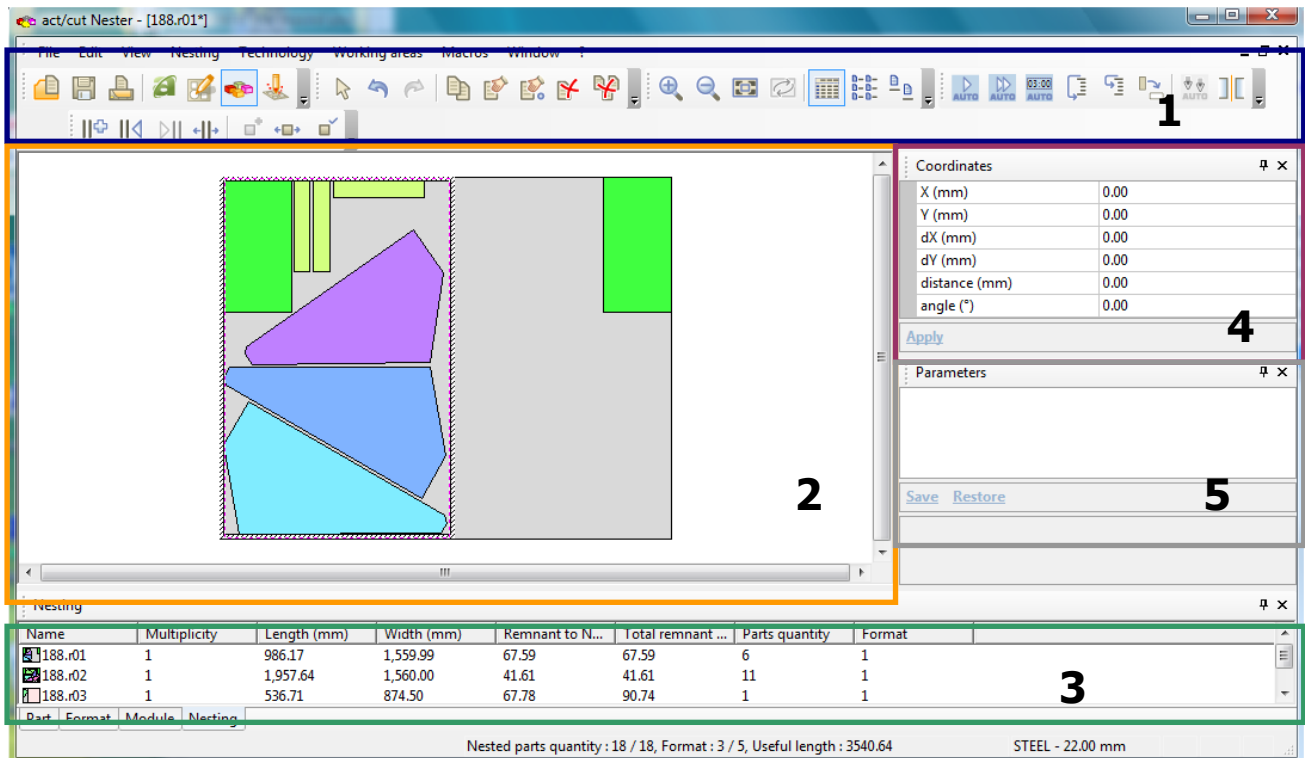 act/cut Nester - [188.r01*]
File Edit View Nesting Technology Working areas Macros Window ?
AUTO AUTO 03:00 AUTO AUTO
1
Coordinates
X (mm) 0.00
Y (mm) 0.00
dX (mm) 0.00
dY (mm) 0.00
distance (mm) 0.00
angle (°) 0.00
Apply
4
Parameters
Save Restore
5
2
Nesting
Name Multiplicity Length (mm) Width (mm) Remnant to N... Total remnant ... Parts quantity Format
188.r01 1 986.17 1,559.99 67.59 67.59 6 1
188.r02 1 1,957.64 1,560.00 41.61 41.61 11 1
188.r03 1 536.71 874.50 67.78 90.74 1 1
3
Part Format Module Nesting
Nested parts quantity : 18 / 18, Format : 3 / 5, Useful length : 3540.64 STEEL - 22.00 mm